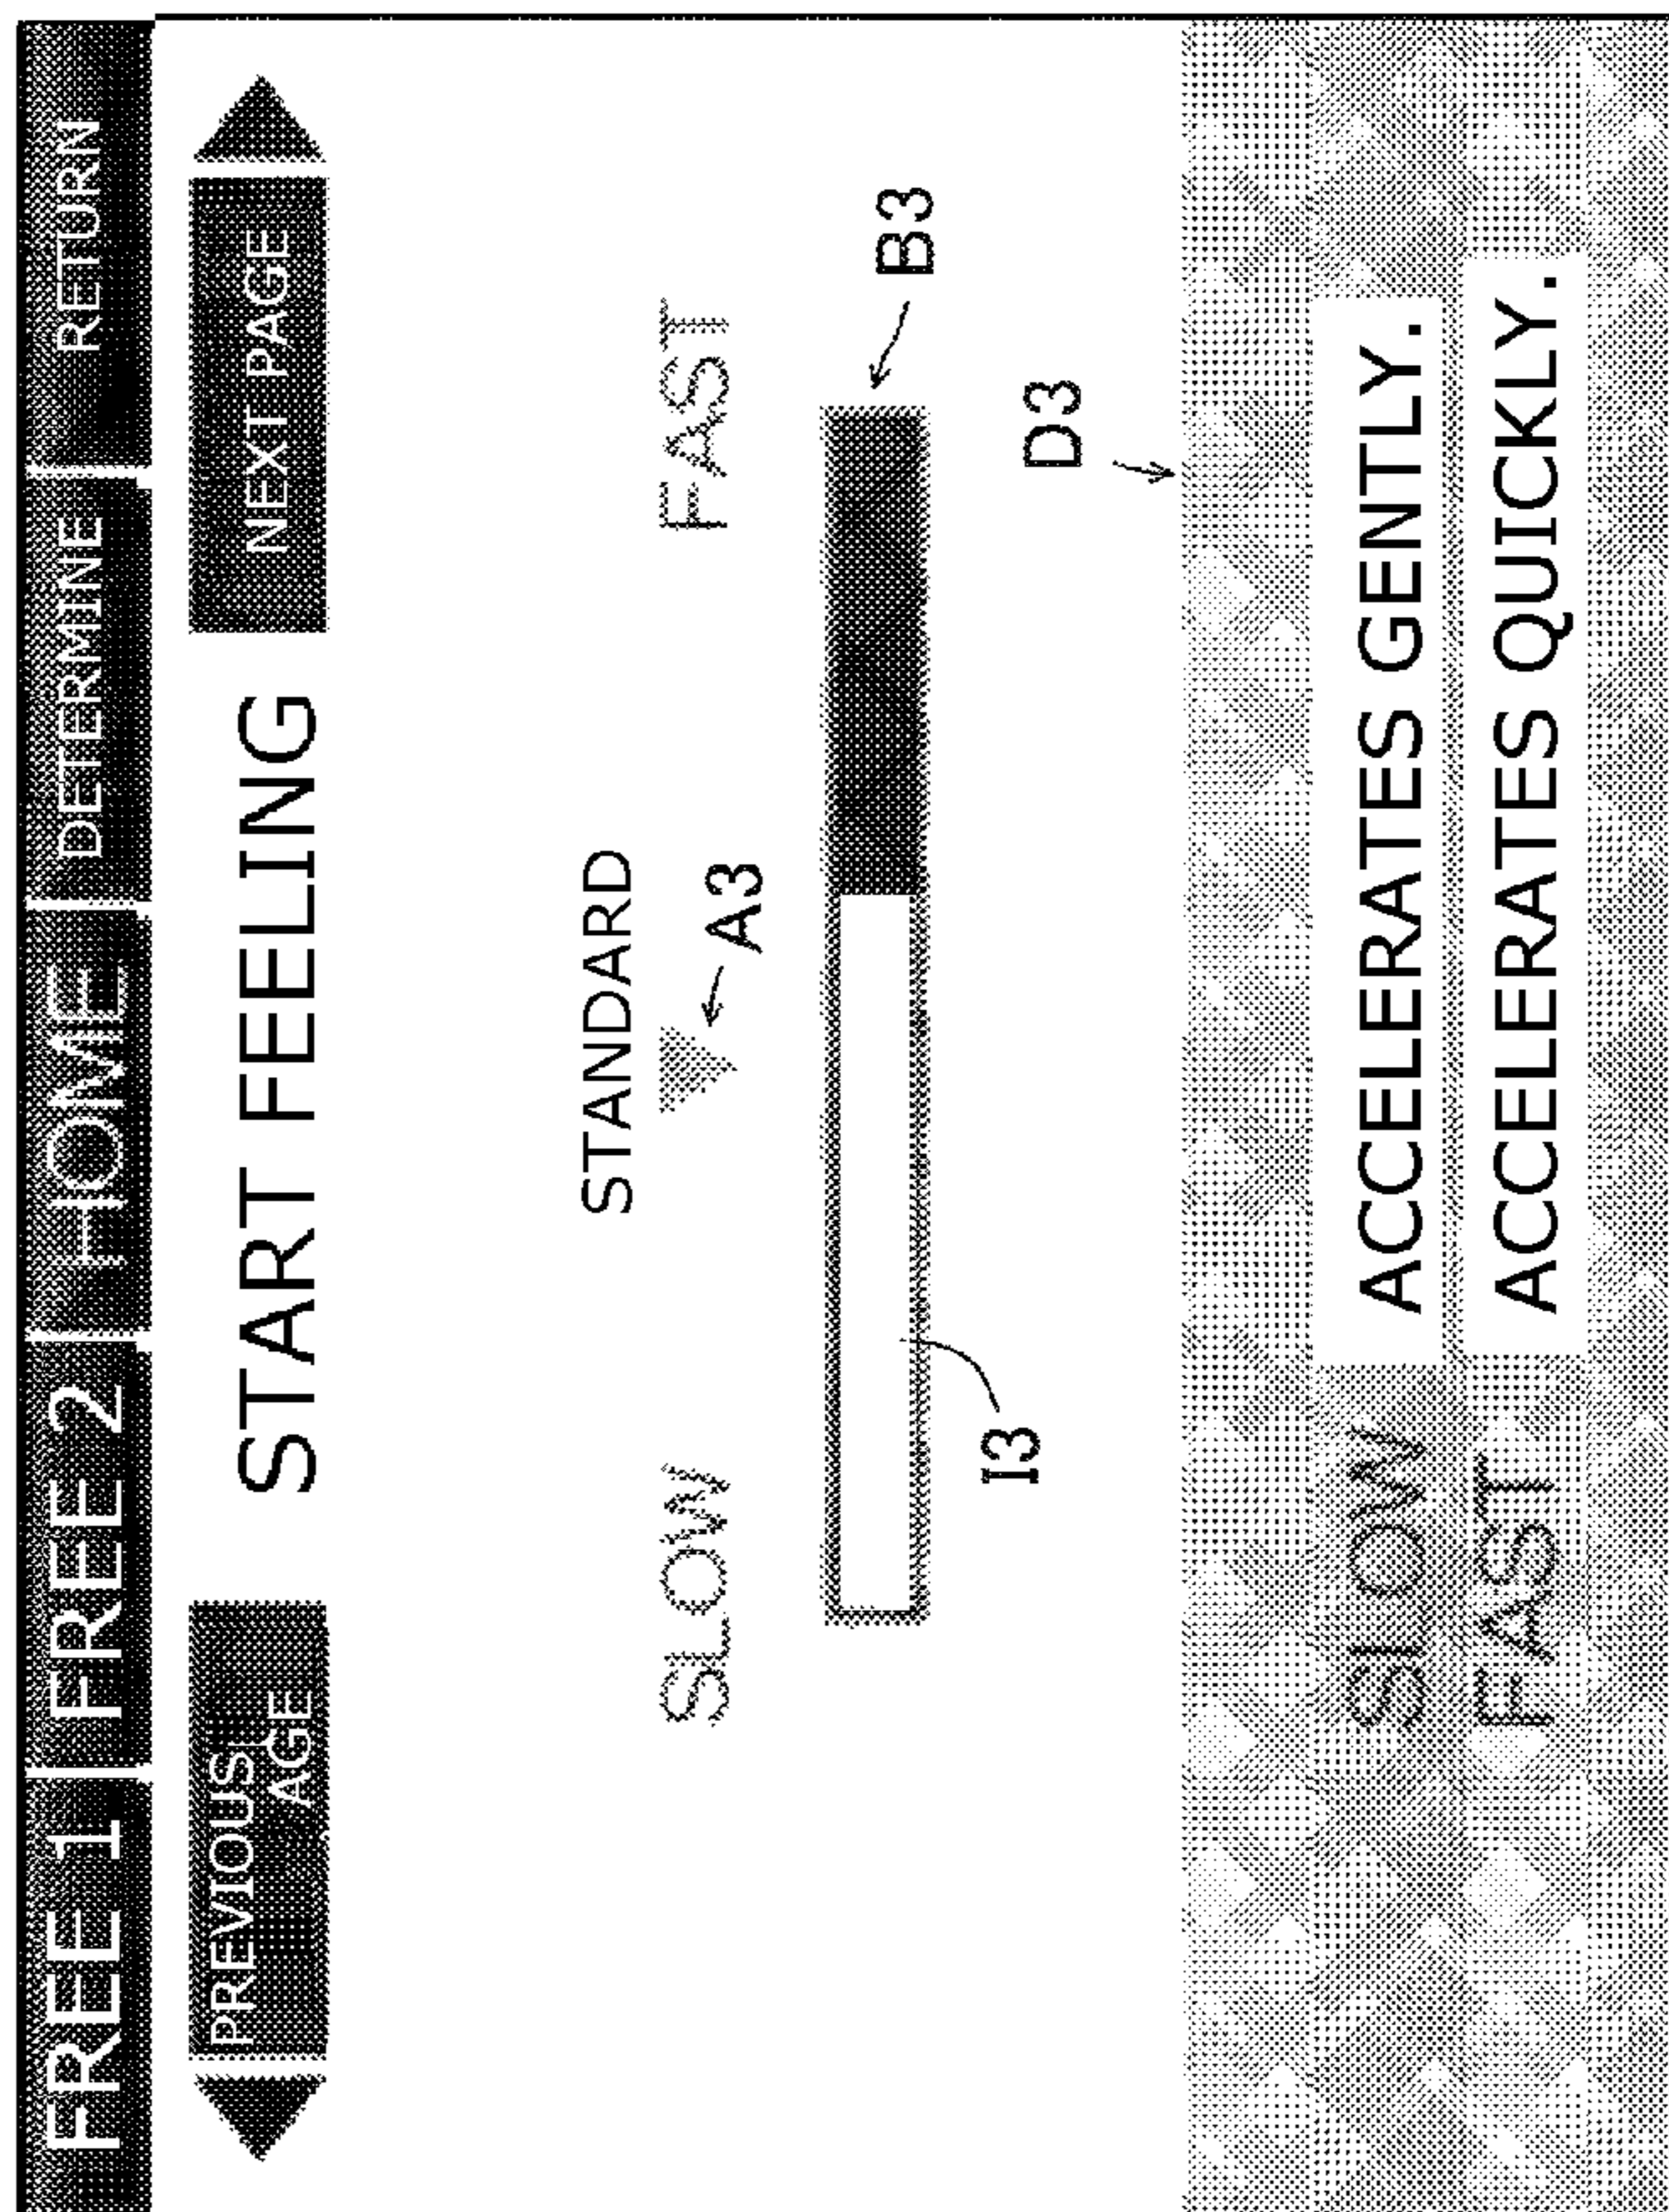 FREE 1 FREE 2 HOME DETERMINE RETURN
PREVIOUS
AGE
START FEELING
NEXT PAGE
STANDARD
SLOW
A3
FAST
B3
I3
D3
SLOW ACCELERATES GENTLY.
FAST ACCELERATES QUICKLY.